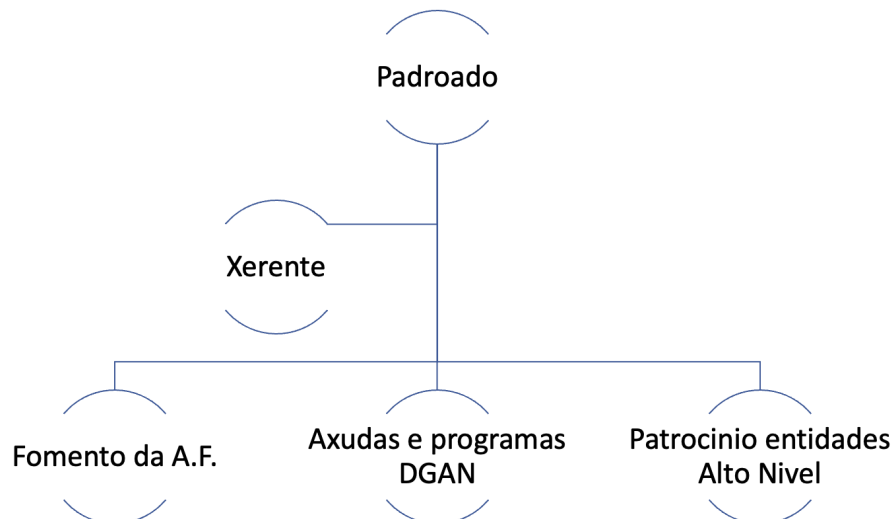 Padroado
Xerente
Fomento da A.F.
Axudas e programas
DGAN
Patrocinio entidades
Alto Nivel